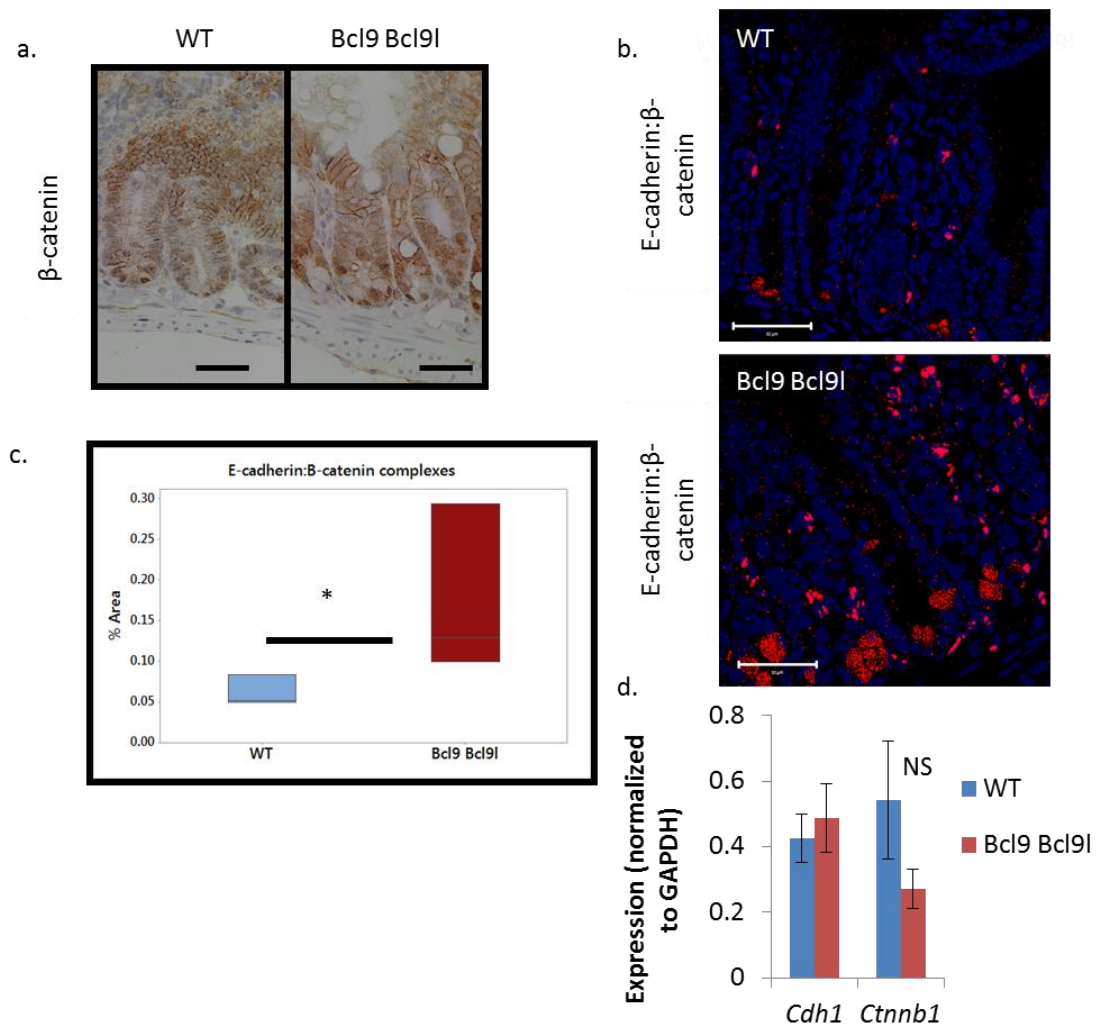 a.
WT
Bcl9 Bcl9l
β-catenin
b.
WT
E-cadherin:β-
catenin
Bcl9 Bcl9l
E-cadherin:β-
catenin
c.
E-cadherin:B-catenin complexes
% Area
0.30
0.25
0.20
0.15
0.10
0.05
0.00
*
WT
Bcl9 Bcl9l
d.
Expression (normalized
to GAPDH)
0.8
0.6
0.4
0.2
0
NS
WT
Bcl9 Bcl9l
Cdh1
Ctnnb1